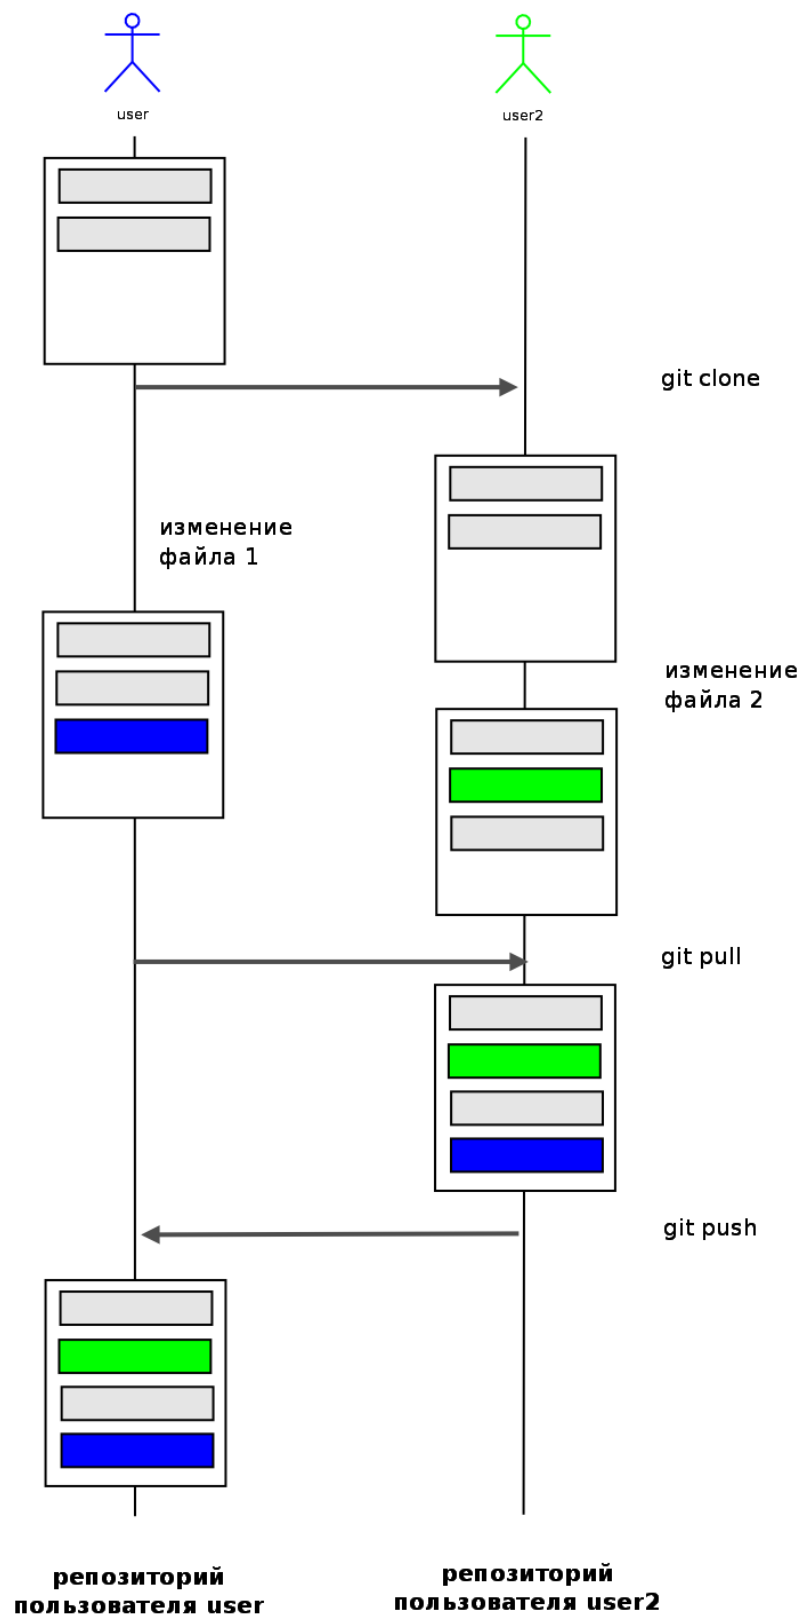 user
user2
git clone
изменение
файла 1
изменение
файла 2
git pull
git push
репозиторий
пользователя user
репозиторий
пользователя user2